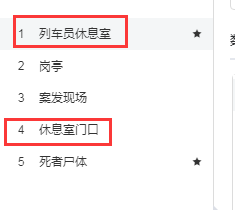 1 列车员休息室 ★
2 岗亭
3 案发现场
4 休息室门口
5 死者尸体 ★